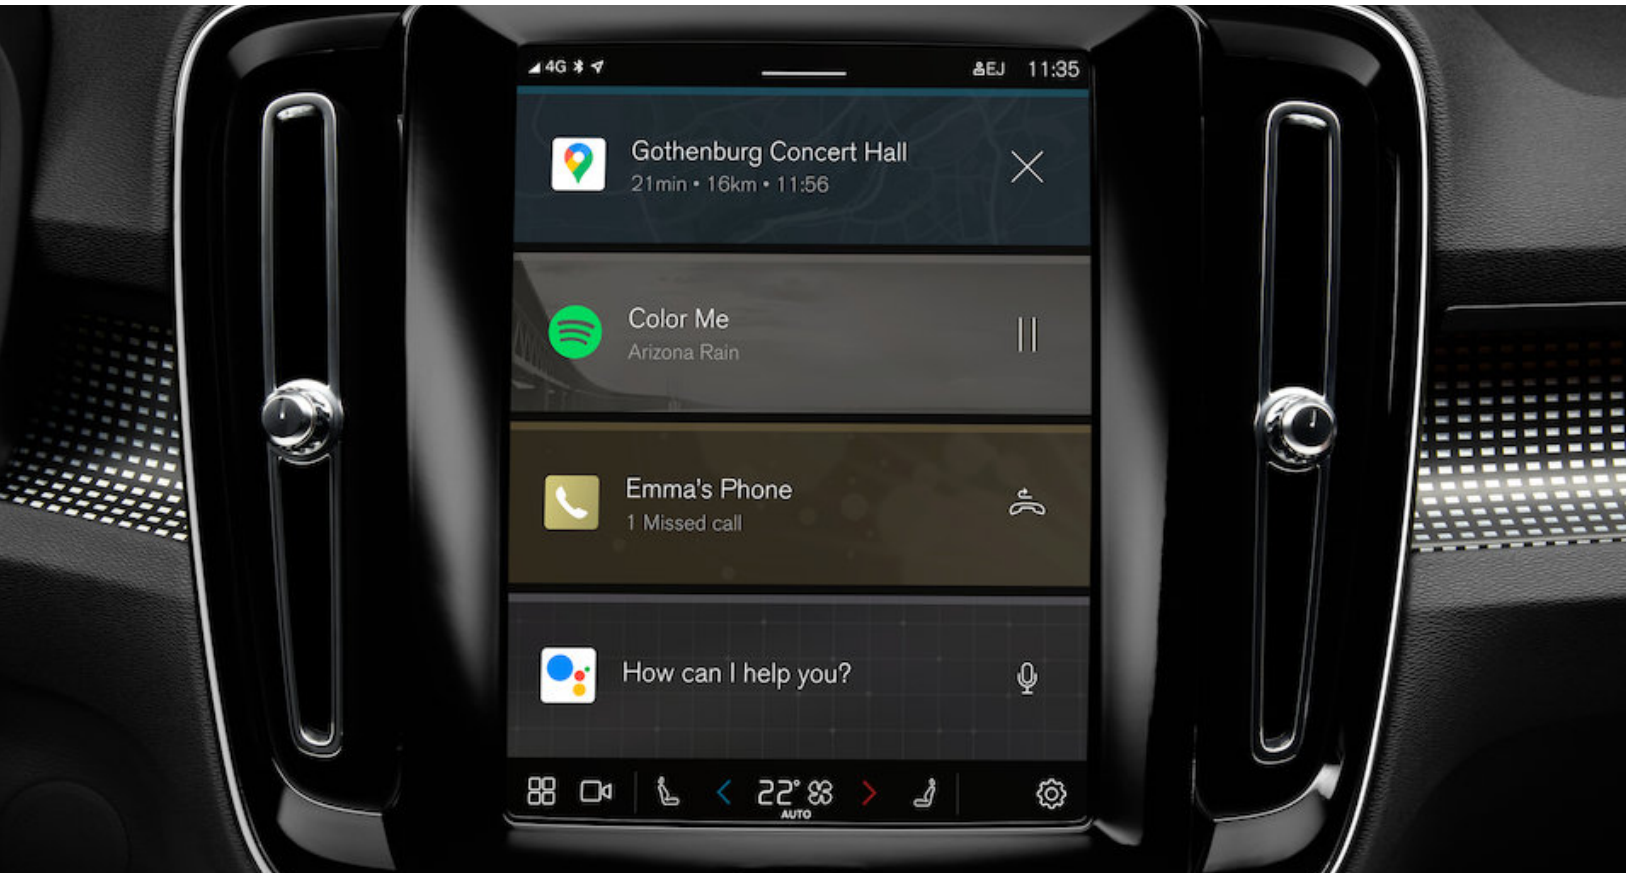 4G EJ 11:35
Gothenburg Concert Hall
21min • 16km • 11:56
Color Me
Arizona Rain
Emma's Phone
1 Missed call
How can I help you?
22°
AUTO